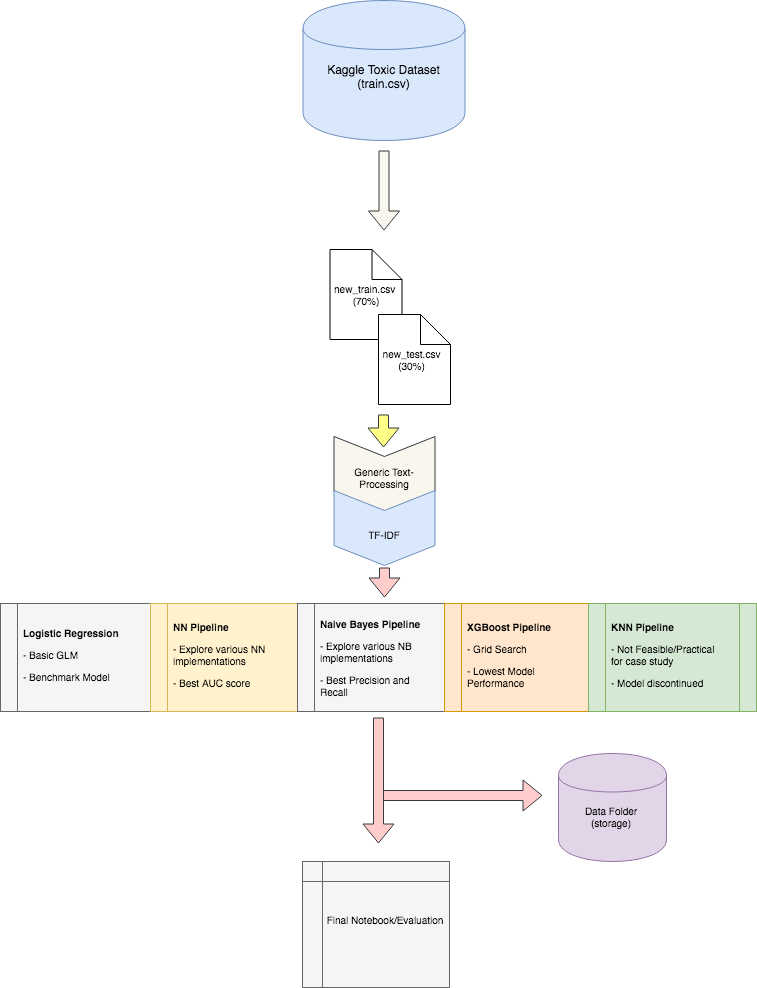 Kaggle Toxic Dataset
(train.csv)
new_train.csv
(70%)
new_test.csv
(30%)
Generic Text-
Processing
TF-IDF
Logistic Regression
- Basic GLM
- Benchmark Model
NN Pipeline
- Explore various NN
implementations
- Best AUC score
Naive Bayes Pipeline
- Explore various NB
implementations
- Best Precision and
Recall
XGBoost Pipeline
- Grid Search
- Lowest Model
Performance
KNN Pipeline
- Not Feasible/Practical
for case study
- Model discontinued
Data Folder
(storage)
Final Notebook/Evaluation